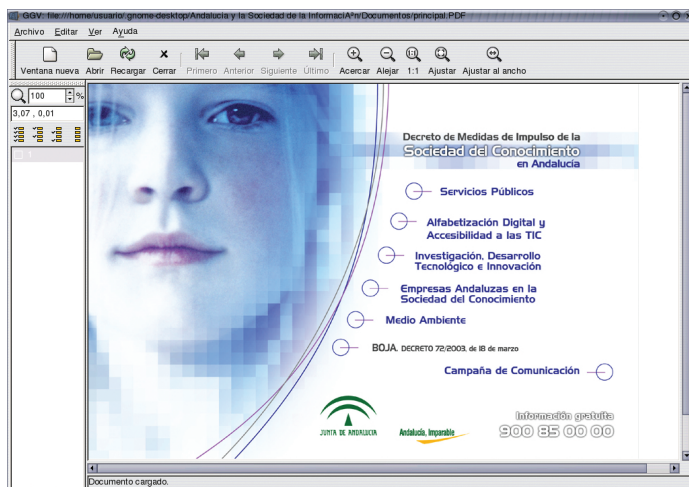 GGV: file:///home/usuario/.gnome-desktop/Andalucia y la Sociedad de la InformaciÂ³n/Documentos/principal.PDF
Archivo Editar Ver Ayuda
Ventana nueva Abrir Recargar Cerrar Primero Anterior Siguiente Último Acercar Alejar 1:1 Ajustar Ajustar al ancho
100 %
3,07 , 0,01
1
Decreto de Medidas de Impulso de la
Sociedad del Conocimiento
en Andalucía
Servicios Públicos
Alfabetización Digital y
Accesibilidad a las TIC
Investigación, Desarrollo
Tecnológico e Innovación
Empresas Andaluzas en la
Sociedad del Conocimiento
Medio Ambiente
BOJA. DECRETO 72/2003, de 18 de marzo
Campaña de Comunicación
JUNTA DE ANDALUCIA
Andalucía, Imparable
Información gratuita
900 85 00 00
Documento cargado.